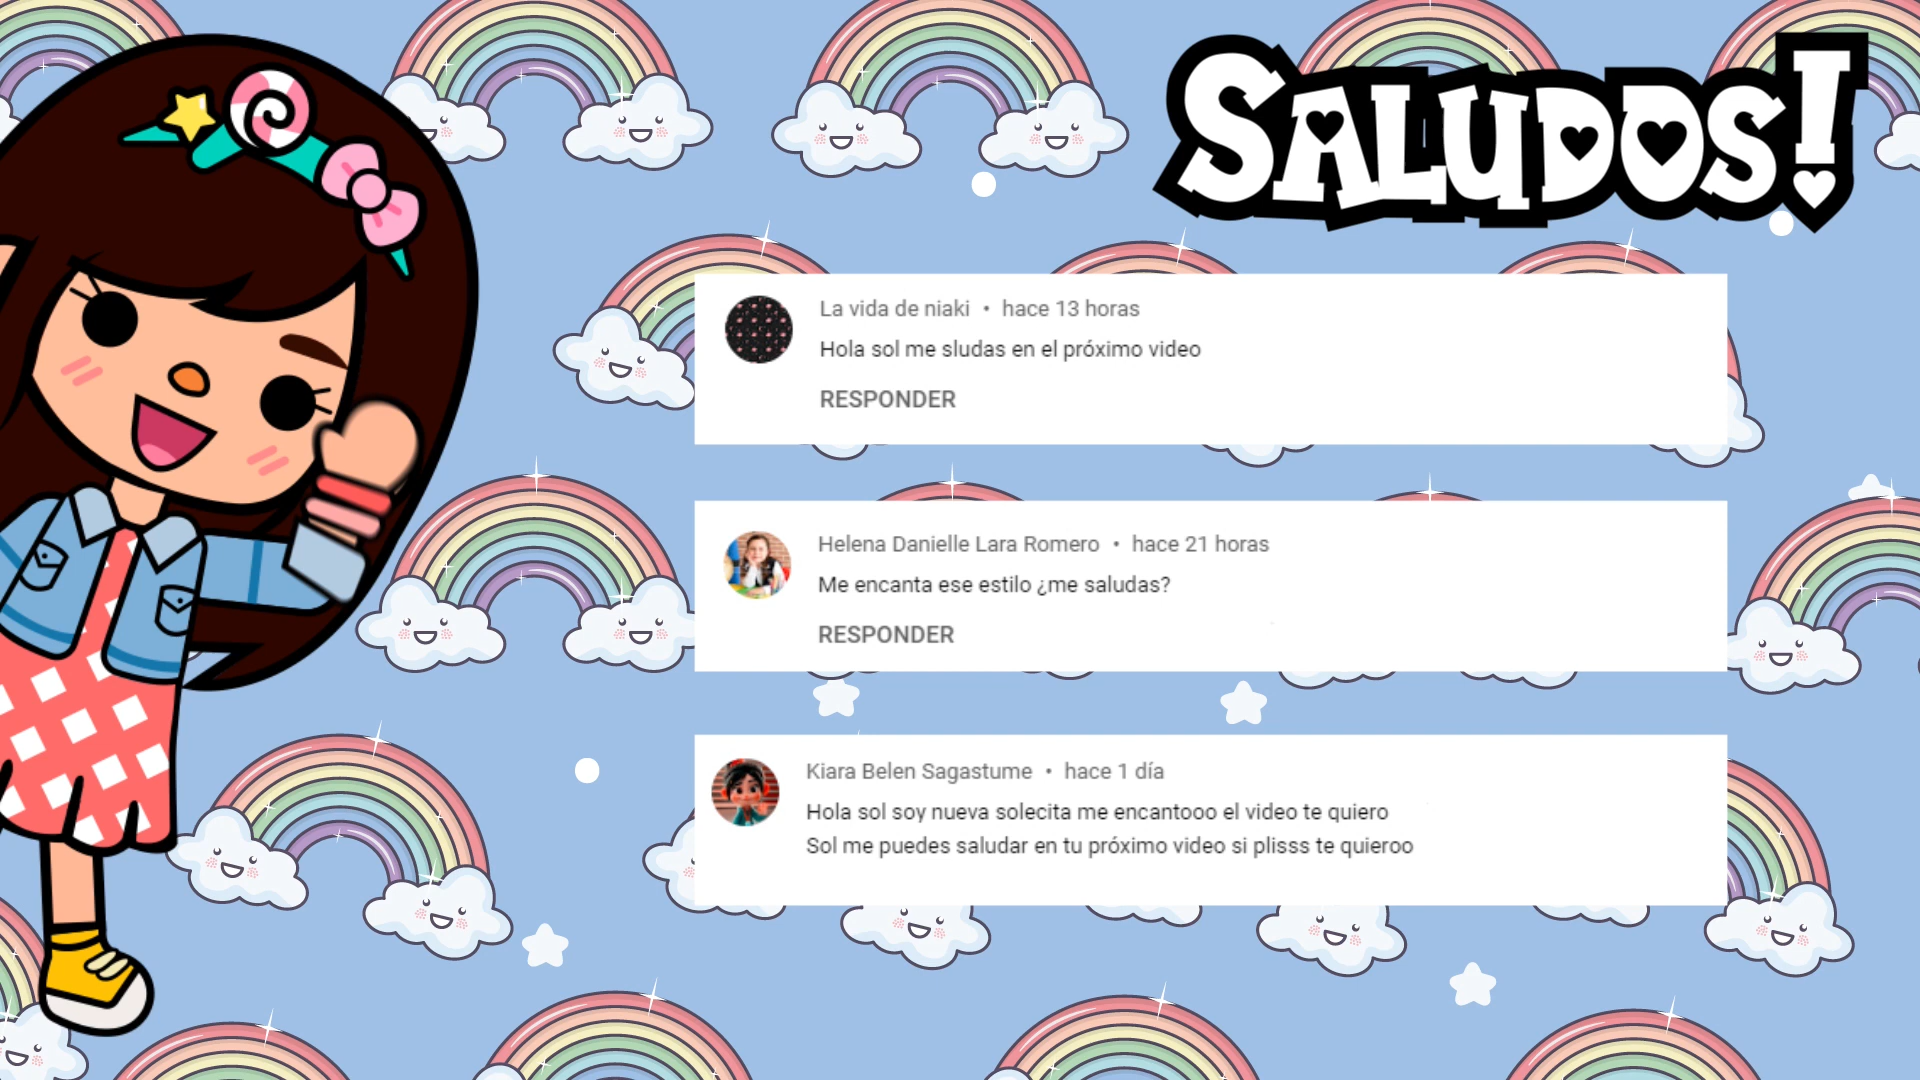 SALUDOS!
La vida de niaki • hace 13 horas
Hola sol me sludas en el próximo video
RESPONDER
Helena Danielle Lara Romero • hace 21 horas
Me encanta ese estilo ¿me saludas?
RESPONDER
Kiara Belen Sagastume • hace 1 día
Hola sol soy nueva solecita me encantooo el video te quiero
Sol me puedes saludar en tu próximo video si plisss te quieroo